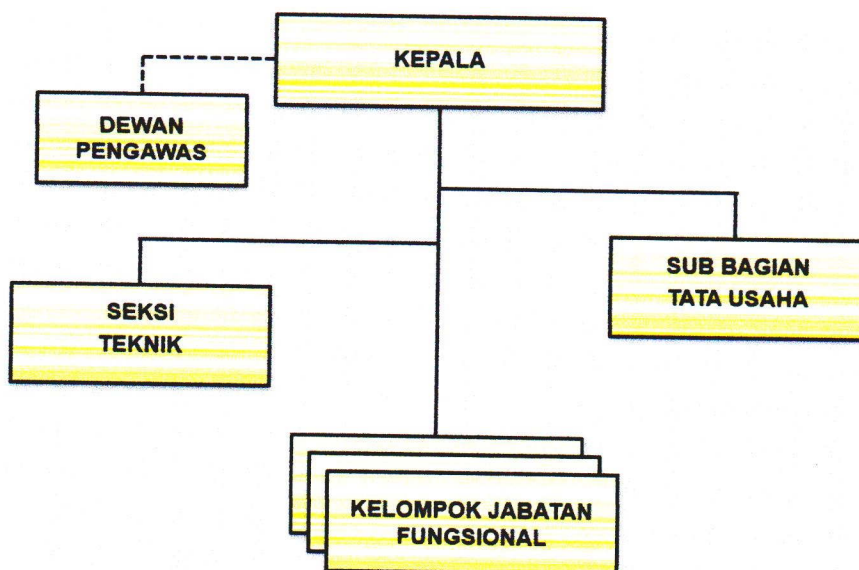 KEPALA
DEWAN
PENGAWAS
SUB BAGIAN
TATA USAHA
SEKSI
TEKNIK
KELOMPOK JABATAN
FUNGSIONAL